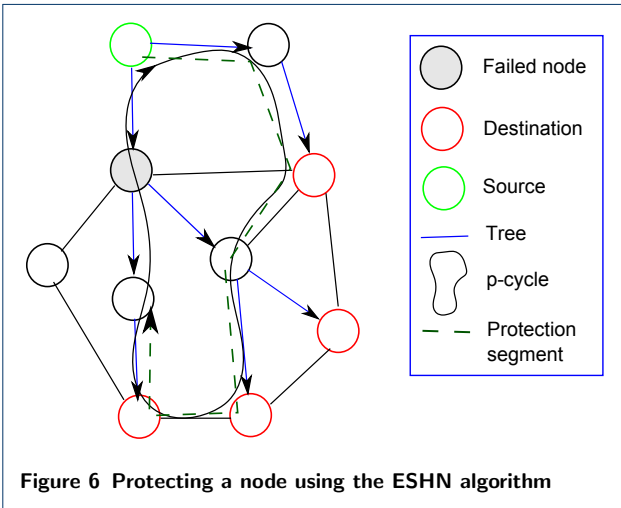 Failed node
Destination
Source
Tree
p-cycle
Protection
segment
Figure 6 Protecting a node using the ESHN algorithm